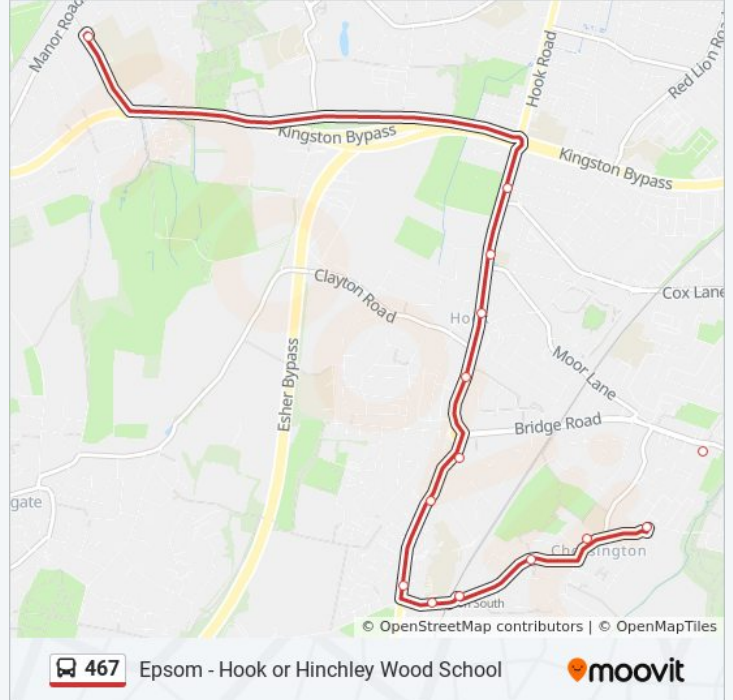 Manor Road
Hook Road
Red Lion Road
Kingston Bypass
Kingston Bypass
Clayton Road
Cox Lane
Moor Lane
Esher Bypass
Bridge Road
gate
South
© OpenStreetMap contributors | © OpenMapTiles
467 Epsom - Hook or Hinchley Wood School moovit